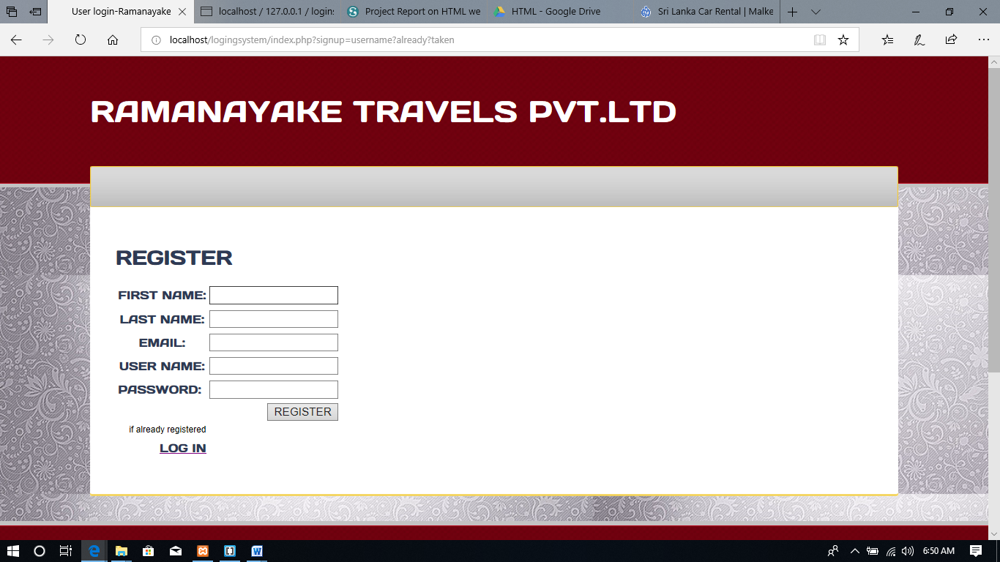 User login-Ramanayake
localhost / 127.0.0.1 / logins
Project Report on HTML we
HTML - Google Drive
Sri Lanka Car Rental | Malke
localhost/logingsystem/index.php?signup=username?already?taken
RAMANAYAKE TRAVELS PVT.LTD
REGISTER
FIRST NAME:
LAST NAME:
EMAIL:
USER NAME:
PASSWORD:
REGISTER
if already registered
LOG IN
6:50 AM